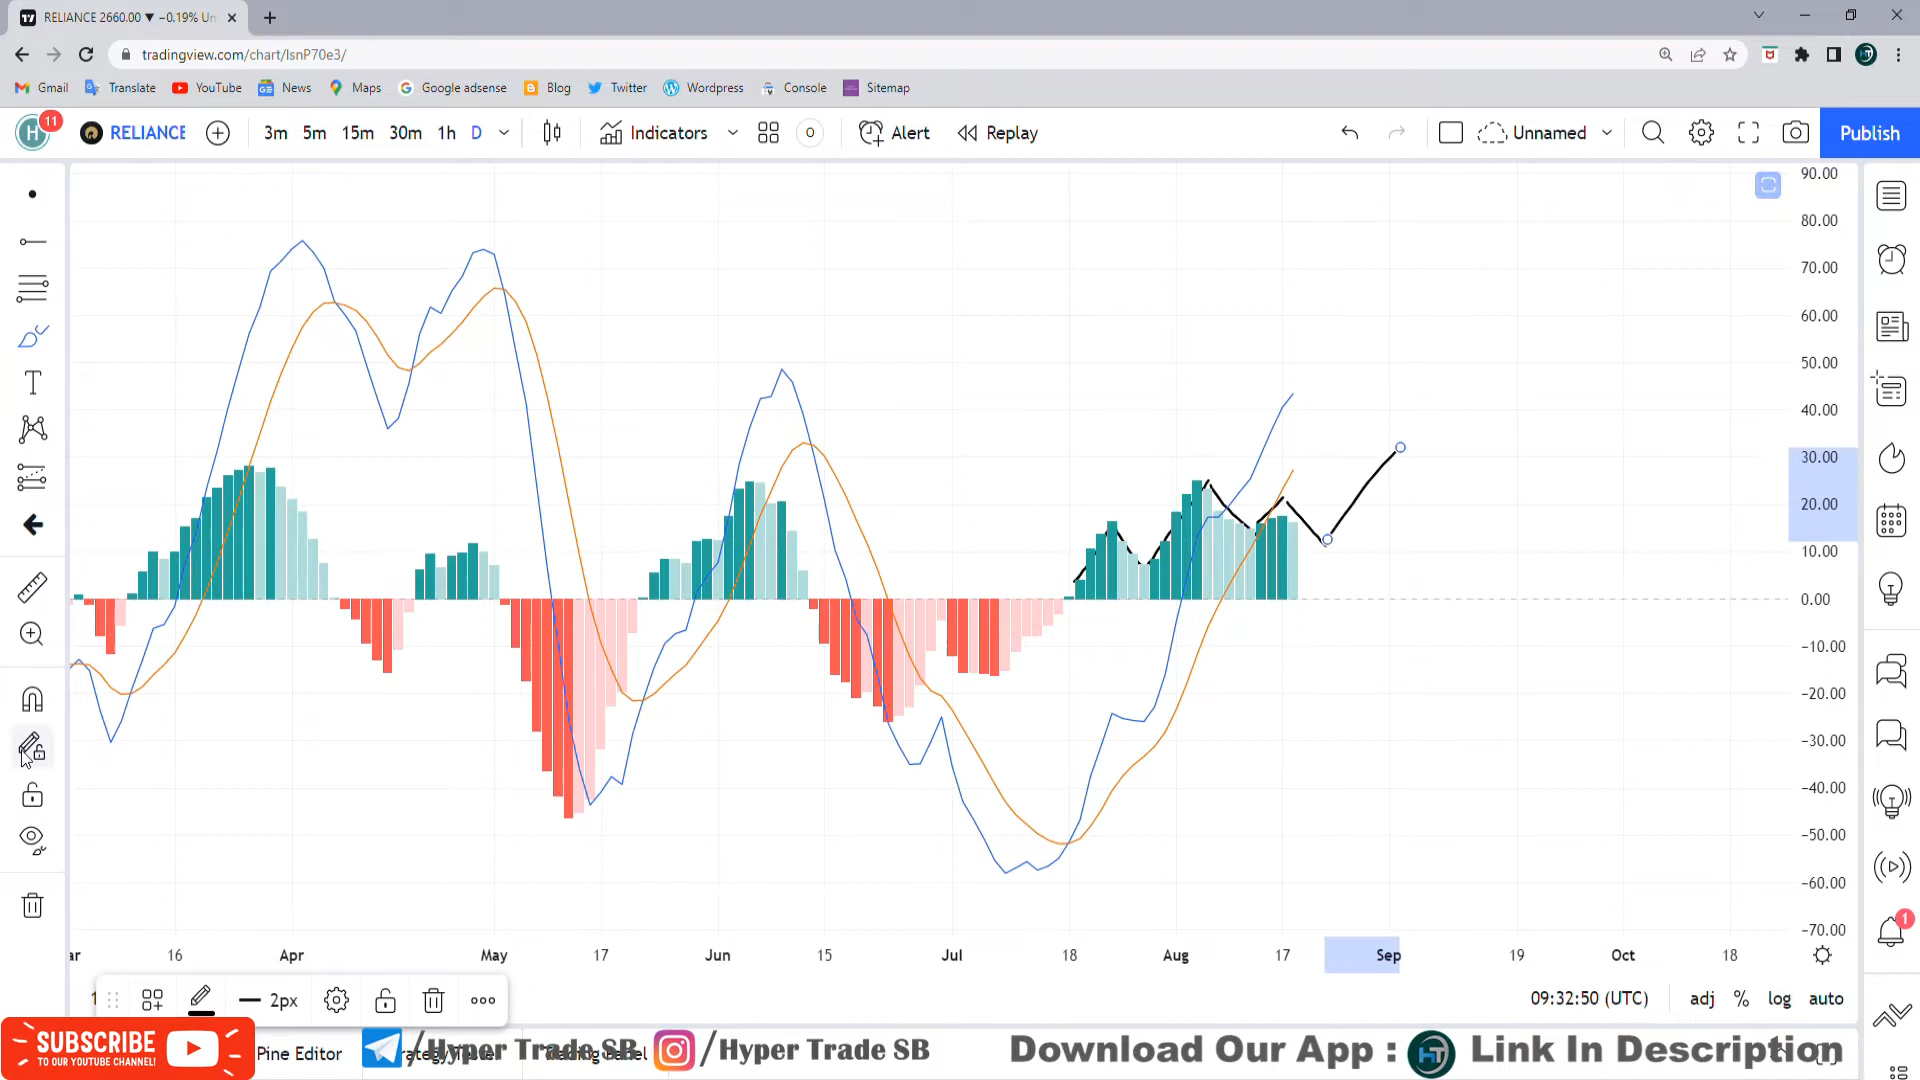 RELIANCE 2660.00 ▼ −0.19% Un
tradingview.com/chart/IsnP70e3/
Gmail Translate YouTube News Maps Google adsense Blog Twitter Wordpress Console Sitemap
H 11 RELIANCE 3m 5m 15m 30m 1h D Indicators O Alert Replay Unnamed Publish
90.00
80.00
70.00
60.00
50.00
40.00
30.00
20.00
10.00
0.00
−10.00
−20.00
−30.00
−40.00
−50.00
−60.00
−70.00
ar 16 Apr May 17 Jun 15 Jul 18 Aug 17 Sep 19 Oct 18
2px
09:32:50 (UTC) adj % log auto
1
SUBSCRIBE
TO OUR YOUTUBE CHANNEL!
Pine Editor
/Hyper Trade SB /Hyper Trade SB
Download Our App : HT Link In Description